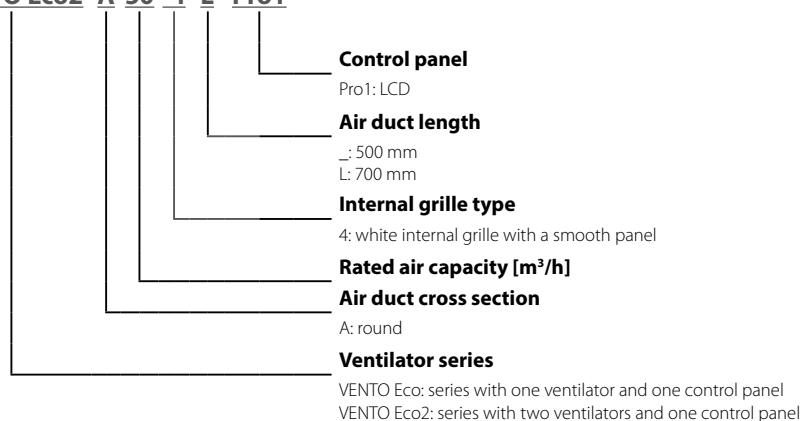 Control panel
Pro1: LCD
Air duct length
_: 500 mm
L: 700 mm
Internal grille type
4: white internal grille with a smooth panel
Rated air capacity [m³/h]
Air duct cross section
A: round
Ventilator series
VENTO Eco: series with one ventilator and one control panel
VENTO Eco2: series with two ventilators and one control panel